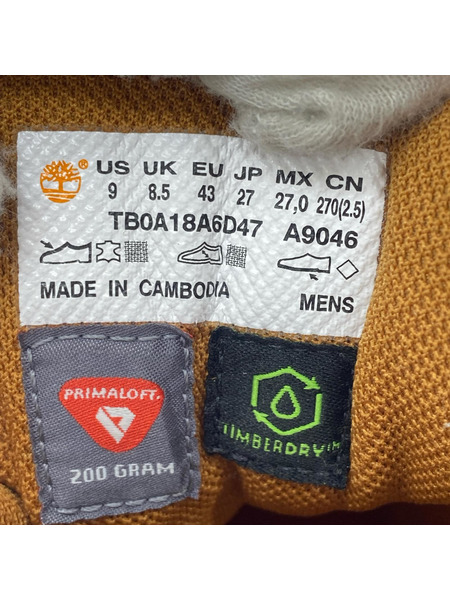 US UK EU JP MX CN
9 8.5 43 27 27,0 270(2.5)
TB0A18A6D47 A9046
MADE IN CAMBODIA MENS
PRIMALOFT.
200 GRAM
TIMBERDRY™